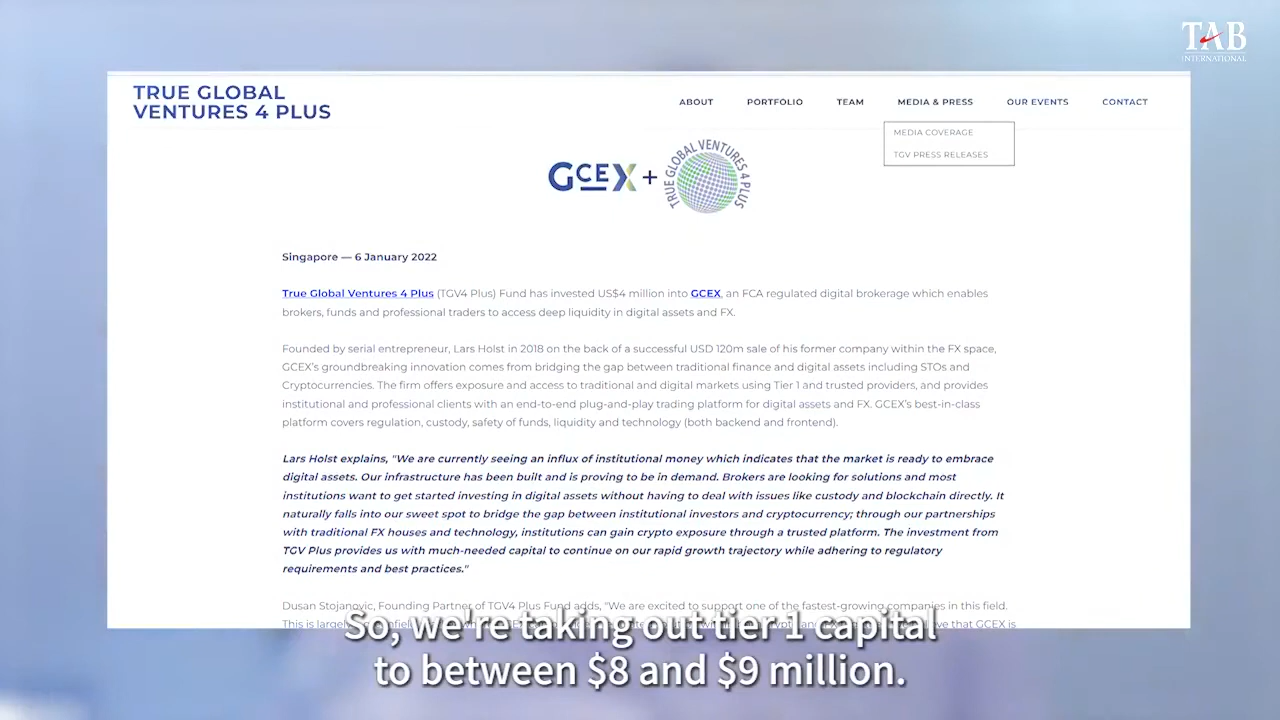 TAB
INTERNATIONAL
TRUE GLOBAL
VENTURES 4 PLUS
ABOUT
PORTFOLIO
TEAM
MEDIA & PRESS
OUR EVENTS
CONTACT
MEDIA COVERAGE
TGV PRESS RELEASES
GCEX + TRUE GLOBAL VENTURES 4 PLUS
Singapore — 6 January 2022
True Global Ventures 4 Plus (TGV4 Plus) Fund has invested US$4 million into GCEX, an FCA regulated digital brokerage which enables
brokers, funds and professional traders to access deep liquidity in digital assets and FX.
Founded by serial entrepreneur, Lars Holst in 2018 on the back of a successful USD 120m sale of his former company within the FX space,
GCEX's groundbreaking innovation comes from bridging the gap between traditional finance and digital assets including STOs and
Cryptocurrencies. The firm offers exposure and access to traditional and digital markets using Tier 1 and trusted providers, and provides
institutional and professional clients with an end-to-end plug-and-play trading platform for digital assets and FX. GCEX's best-in-class
platform covers regulation, custody, safety of funds, liquidity and technology (both backend and frontend).
Lars Holst explains, "We are currently seeing an influx of institutional money which indicates that the market is ready to embrace
digital assets. Our infrastructure has been built and is proving to be in demand. Brokers are looking for solutions and most
institutions want to get started investing in digital assets without having to deal with issues like custody and blockchain directly. It
naturally falls into our sweet spot to bridge the gap between institutional investors and cryptocurrency; through our partnerships
with traditional FX houses and technology, institutions can gain crypto exposure through a trusted platform. The investment from
TGV Plus provides us with much-needed capital to continue on our rapid growth trajectory while adhering to regulatory
requirements and best practices."
Dusan Stojanovic, Founding Partner of TGV4 Plus Fund adds, "We are excited to support one of the fastest-growing companies in this field.
This is largely that GCEX is
So, we're taking out tier 1 capital
to between $8 and $9 million.